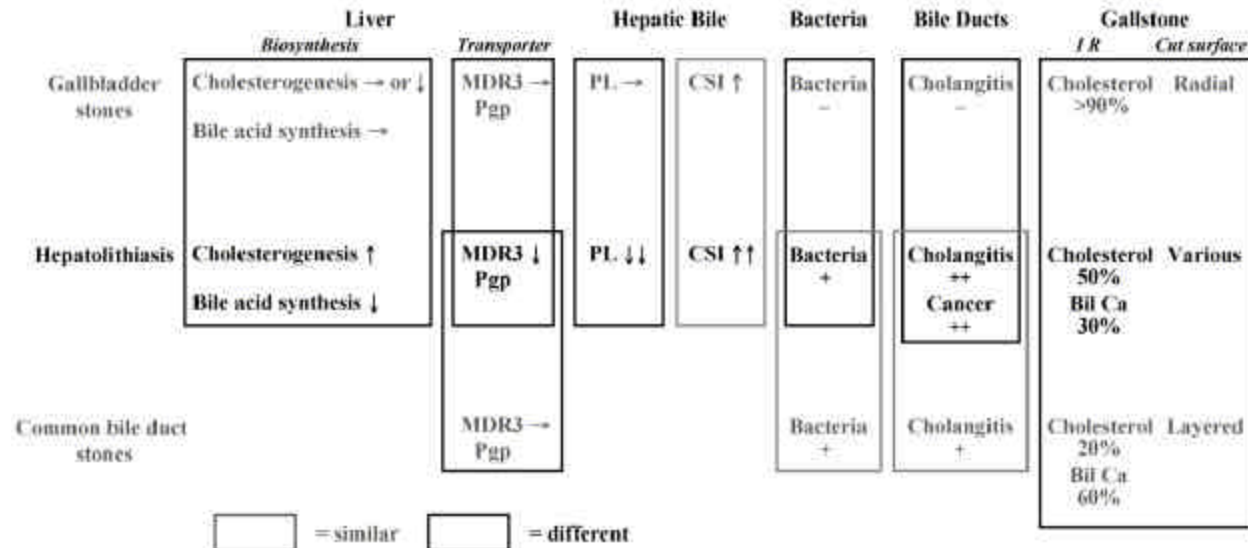 Liver Hepatic Bile Bacteria Bile Ducts Gallstone
Biosynthesis Transporter I R Cut surface
Gallbladder Cholesterogenesis → or ↓ MDR3 → PL → CSI ↑ Bacteria Cholangitis Cholesterol Radial
stones Pgp – – >90%
Bile acid synthesis →
Hepatolithiasis Cholesterogenesis ↑ MDR3 ↓ PL ↓↓ CSI ↑↑ Bacteria Cholangitis Cholesterol Various
Pgp + ++ 50%
Bile acid synthesis ↓ Cancer Bil Ca
++ 30%
Common bile duct MDR3 → Bacteria Cholangitis Cholesterol Layered
stones Pgp + + 20%
Bil Ca
60%
= similar = different